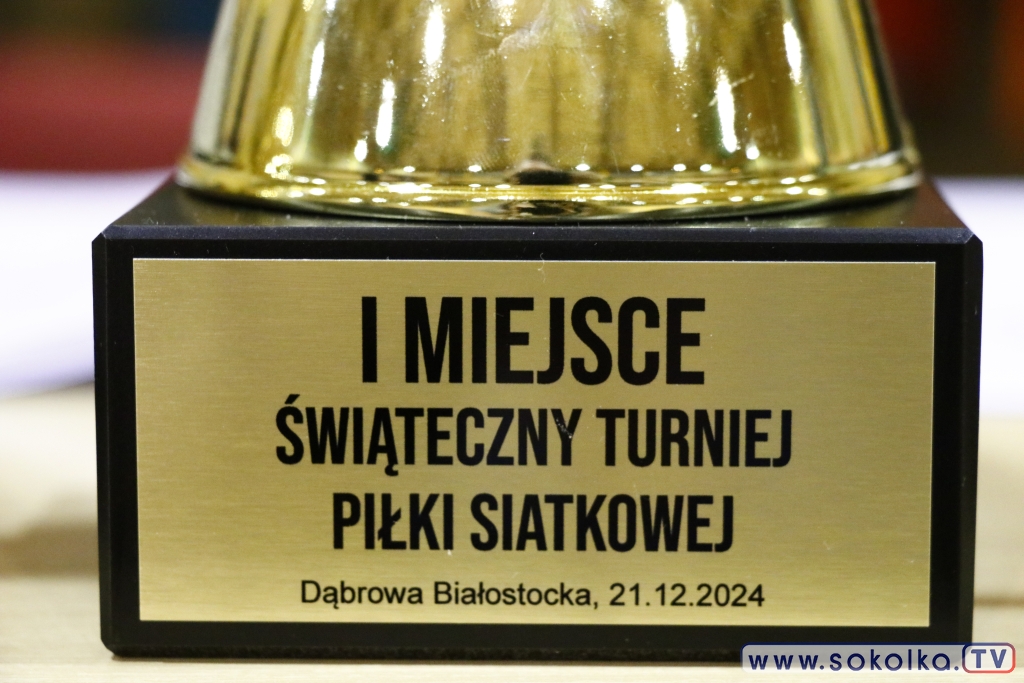 I MIEJSCE
ŚWIĄTECZNY TURNIEJ
PIŁKI SIATKOWEJ
Dąbrowa Białostocka, 21.12.2024
www.sokolka.TV